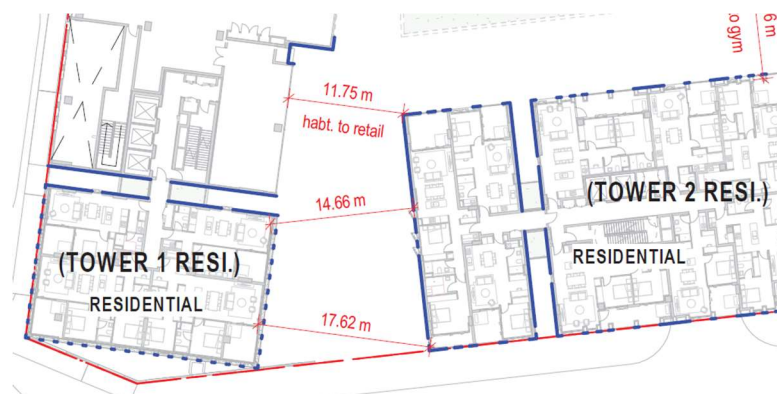 6 m
o gym
11.75 m
habt. to retail
14.66 m
(TOWER 2 RESI.)
RESIDENTIAL
(TOWER 1 RESI.)
RESIDENTIAL
17.62 m